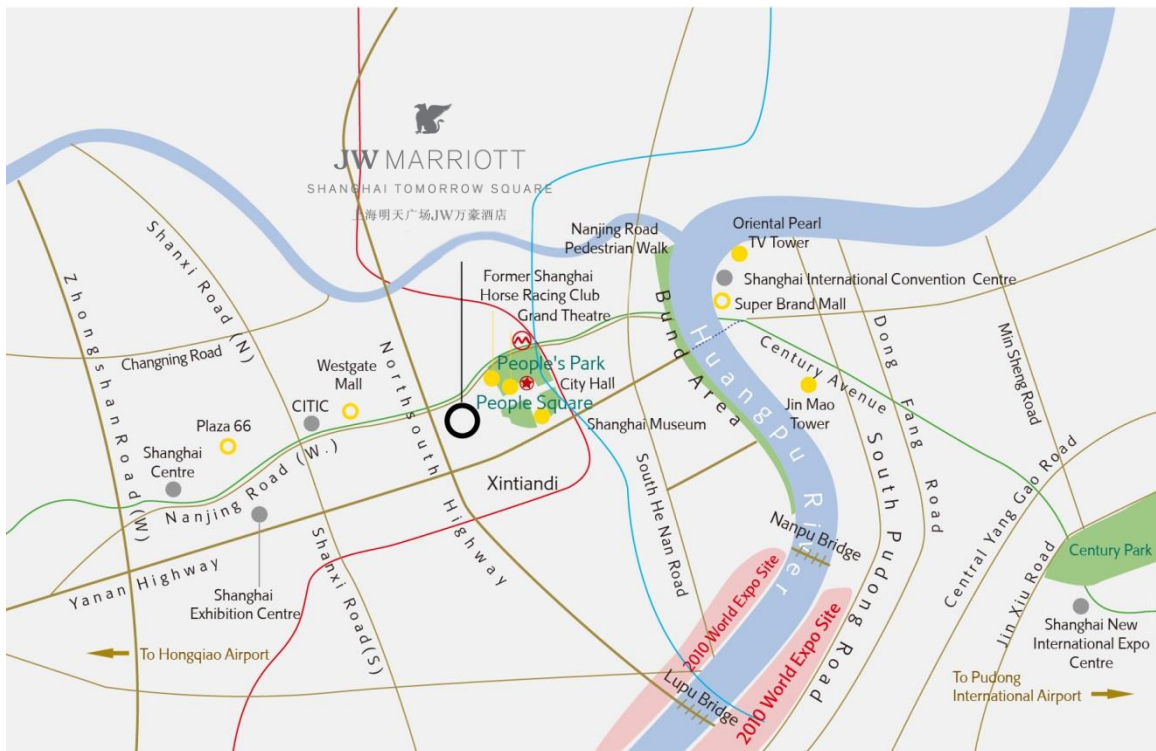 JW MARRIOTT
SHANGHAI TOMORROW SQUARE
上海明天广场JW万豪酒店
Nanjing Road
Pedestrian Walk
Oriental Pearl
TV Tower
Shanghai International Convention Centre
Super Brand Mall
Former Shanghai
Horse Racing Club
Grand Theatre
People's Park
City Hall
People Square
Shanghai Museum
Bund Area
HuangPu River
Century Avenue
Jin Mao
Tower
Dong Fang Road
Min Sheng Road
South Pudong Road
Central Yang Gao Road
Jin Xiu Road
Century Park
Shanghai New
International Expo
Centre
To Pudong
International Airport
Zhongshan Road (W)
Shanxi Road (N)
Changning Road
Westgate
Mall
CITIC
Plaza 66
Shanghai
Centre
Nanjing Road (W.)
Northsouth Highway
Xintiandi
South He Nan Road
Nanpu Bridge
Yanan Highway
Shanghai
Exhibition Centre
Shanxi Road(S)
To Hongqiao Airport
2010 World Expo Site
2010 World Expo Site
Lupu Bridge